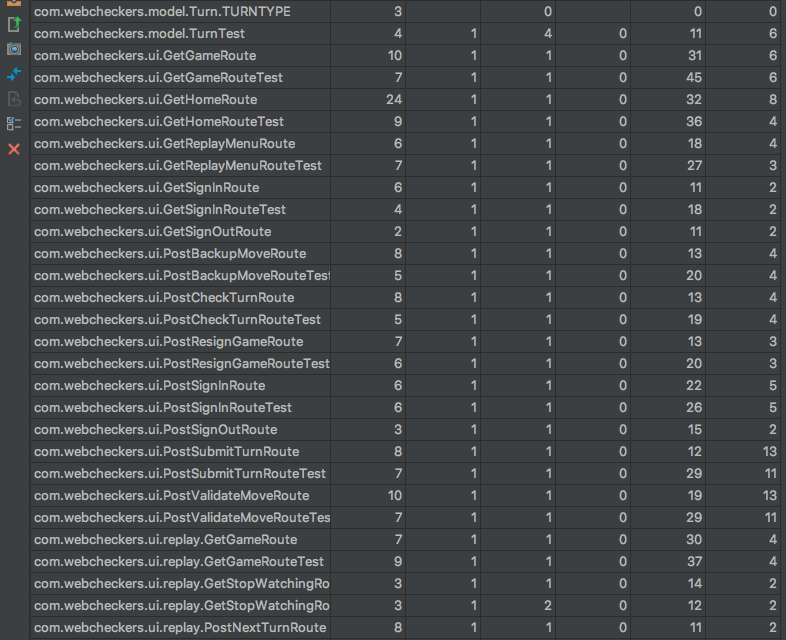 com.webcheckers.model.Turn.TURNTYPE 3 0 0 0
com.webcheckers.model.TurnTest 4 1 4 0 11 6
com.webcheckers.ui.GetGameRoute 10 1 1 0 31 6
com.webcheckers.ui.GetGameRouteTest 7 1 1 0 45 6
com.webcheckers.ui.GetHomeRoute 24 1 1 0 32 8
com.webcheckers.ui.GetHomeRouteTest 9 1 1 0 36 4
com.webcheckers.ui.GetReplayMenuRoute 6 1 1 0 18 4
com.webcheckers.ui.GetReplayMenuRouteTest 7 1 1 0 27 3
com.webcheckers.ui.GetSignInRoute 6 1 1 0 11 2
com.webcheckers.ui.GetSignInRouteTest 4 1 1 0 18 2
com.webcheckers.ui.GetSignOutRoute 2 1 1 0 11 2
com.webcheckers.ui.PostBackupMoveRoute 8 1 1 0 13 4
com.webcheckers.ui.PostBackupMoveRouteTest 5 1 1 0 20 4
com.webcheckers.ui.PostCheckTurnRoute 8 1 1 0 13 4
com.webcheckers.ui.PostCheckTurnRouteTest 5 1 1 0 19 4
com.webcheckers.ui.PostResignGameRoute 7 1 1 0 13 3
com.webcheckers.ui.PostResignGameRouteTest 6 1 1 0 20 3
com.webcheckers.ui.PostSignInRoute 6 1 1 0 22 5
com.webcheckers.ui.PostSignInRouteTest 6 1 1 0 26 5
com.webcheckers.ui.PostSignOutRoute 3 1 1 0 15 2
com.webcheckers.ui.PostSubmitTurnRoute 8 1 1 0 12 13
com.webcheckers.ui.PostSubmitTurnRouteTest 7 1 1 0 29 11
com.webcheckers.ui.PostValidateMoveRoute 10 1 1 0 19 13
com.webcheckers.ui.PostValidateMoveRouteTes 7 1 1 0 29 11
com.webcheckers.ui.replay.GetGameRoute 7 1 1 0 30 4
com.webcheckers.ui.replay.GetGameRouteTest 9 1 1 0 37 4
com.webcheckers.ui.replay.GetStopWatchingRo 3 1 1 0 14 2
com.webcheckers.ui.replay.GetStopWatchingRo 3 1 2 0 12 2
com.webcheckers.ui.replay.PostNextTurnRoute 8 1 1 0 11 2